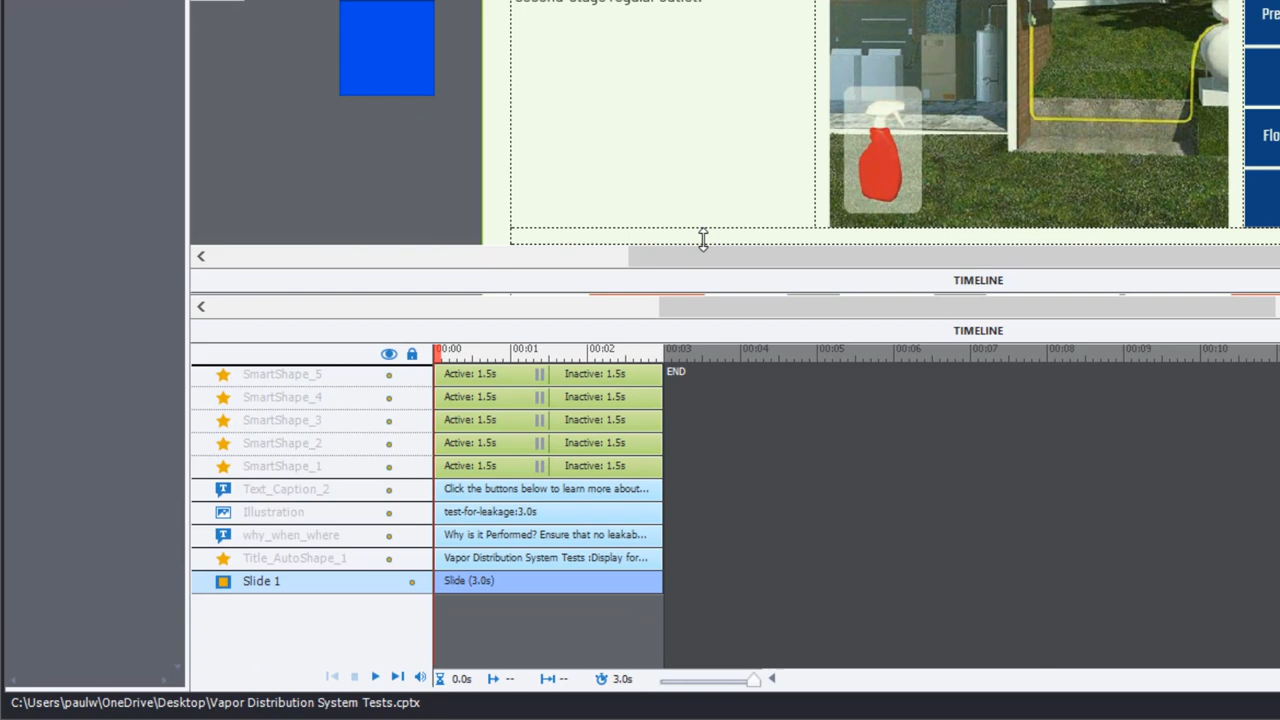 second-stage regular outlet.
Pre
Flo
TIMELINE
TIMELINE
00:00 00:01 00:02 00:03 00:04 00:05 00:06 00:07 00:08 00:09 00:10
SmartShape_5 Active: 1.5s Inactive: 1.5s END
SmartShape_4 Active: 1.5s Inactive: 1.5s
SmartShape_3 Active: 1.5s Inactive: 1.5s
SmartShape_2 Active: 1.5s Inactive: 1.5s
SmartShape_1 Active: 1.5s Inactive: 1.5s
Text_Caption_2 Click the buttons below to learn more about...
Illustration test-for-leakage:3.0s
why_when_where Why is it Performed? Ensure that no leakab...
Title_AutoShape_1 Vapor Distribution System Tests :Display for...
Slide 1 Slide (3.0s)
0.0s -- -- 3.0s
C:\Users\paulw\OneDrive\Desktop\Vapor Distribution System Tests.cptx